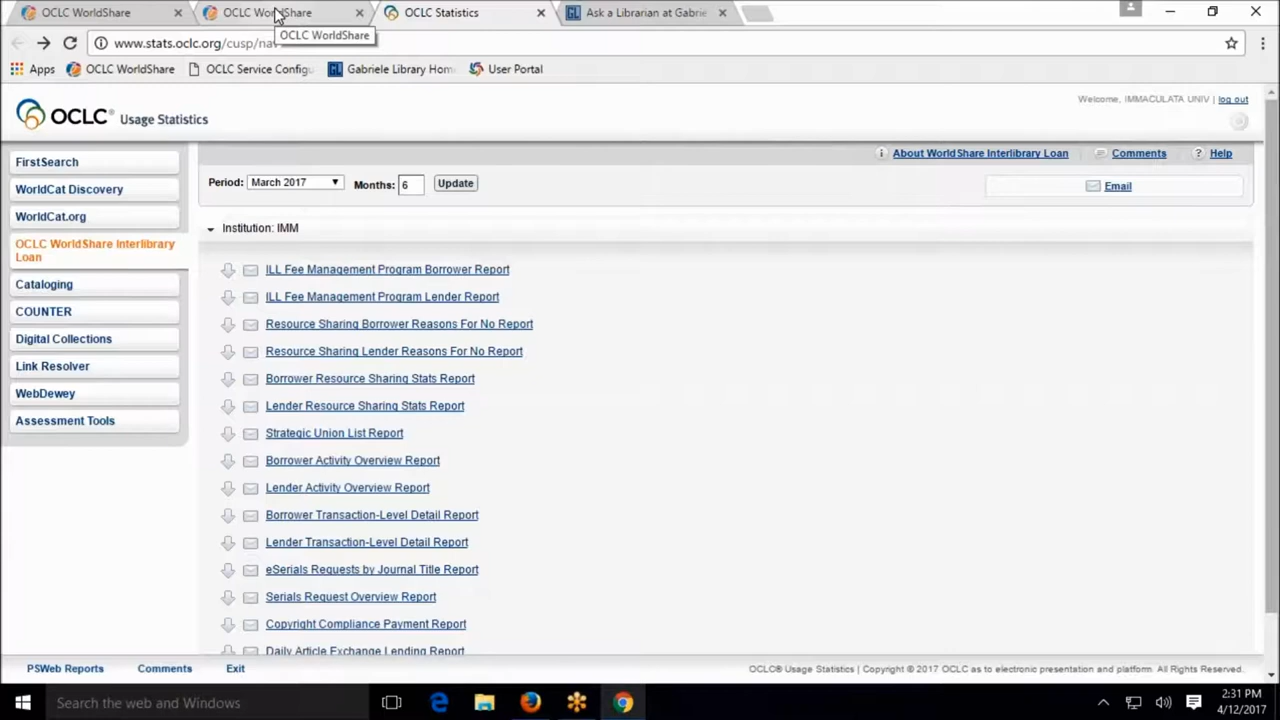 OCLC WorldShare
OCLC WorldShare
OCLC Statistics
Ask a Librarian at Gabrie
OCLC WorldShare
www.stats.oclc.org/cusp/nav
Apps
OCLC WorldShare
OCLC Service Configu
Gabriele Library Hom
User Portal
OCLC® Usage Statistics
Welcome, IMMACULATA UNIV | log out
About WorldShare Interlibrary Loan
Comments
? Help
FirstSearch
WorldCat Discovery
WorldCat.org
OCLC WorldShare Interlibrary
Loan
Cataloging
COUNTER
Digital Collections
Link Resolver
WebDewey
Assessment Tools
Period: March 2017 Months: 6 Update
Email
Institution: IMM
ILL Fee Management Program Borrower Report
ILL Fee Management Program Lender Report
Resource Sharing Borrower Reasons For No Report
Resource Sharing Lender Reasons For No Report
Borrower Resource Sharing Stats Report
Lender Resource Sharing Stats Report
Strategic Union List Report
Borrower Activity Overview Report
Lender Activity Overview Report
Borrower Transaction-Level Detail Report
Lender Transaction-Level Detail Report
eSerials Requests by Journal Title Report
Serials Request Overview Report
Copyright Compliance Payment Report
Daily Article Exchange Lending Report
PSWeb Reports
Comments
Exit
OCLC® Usage Statistics | Copyright © 2017 OCLC as to electronic presentation and platform. All Rights Reserved.
Search the web and Windows
2:31 PM
4/12/2017